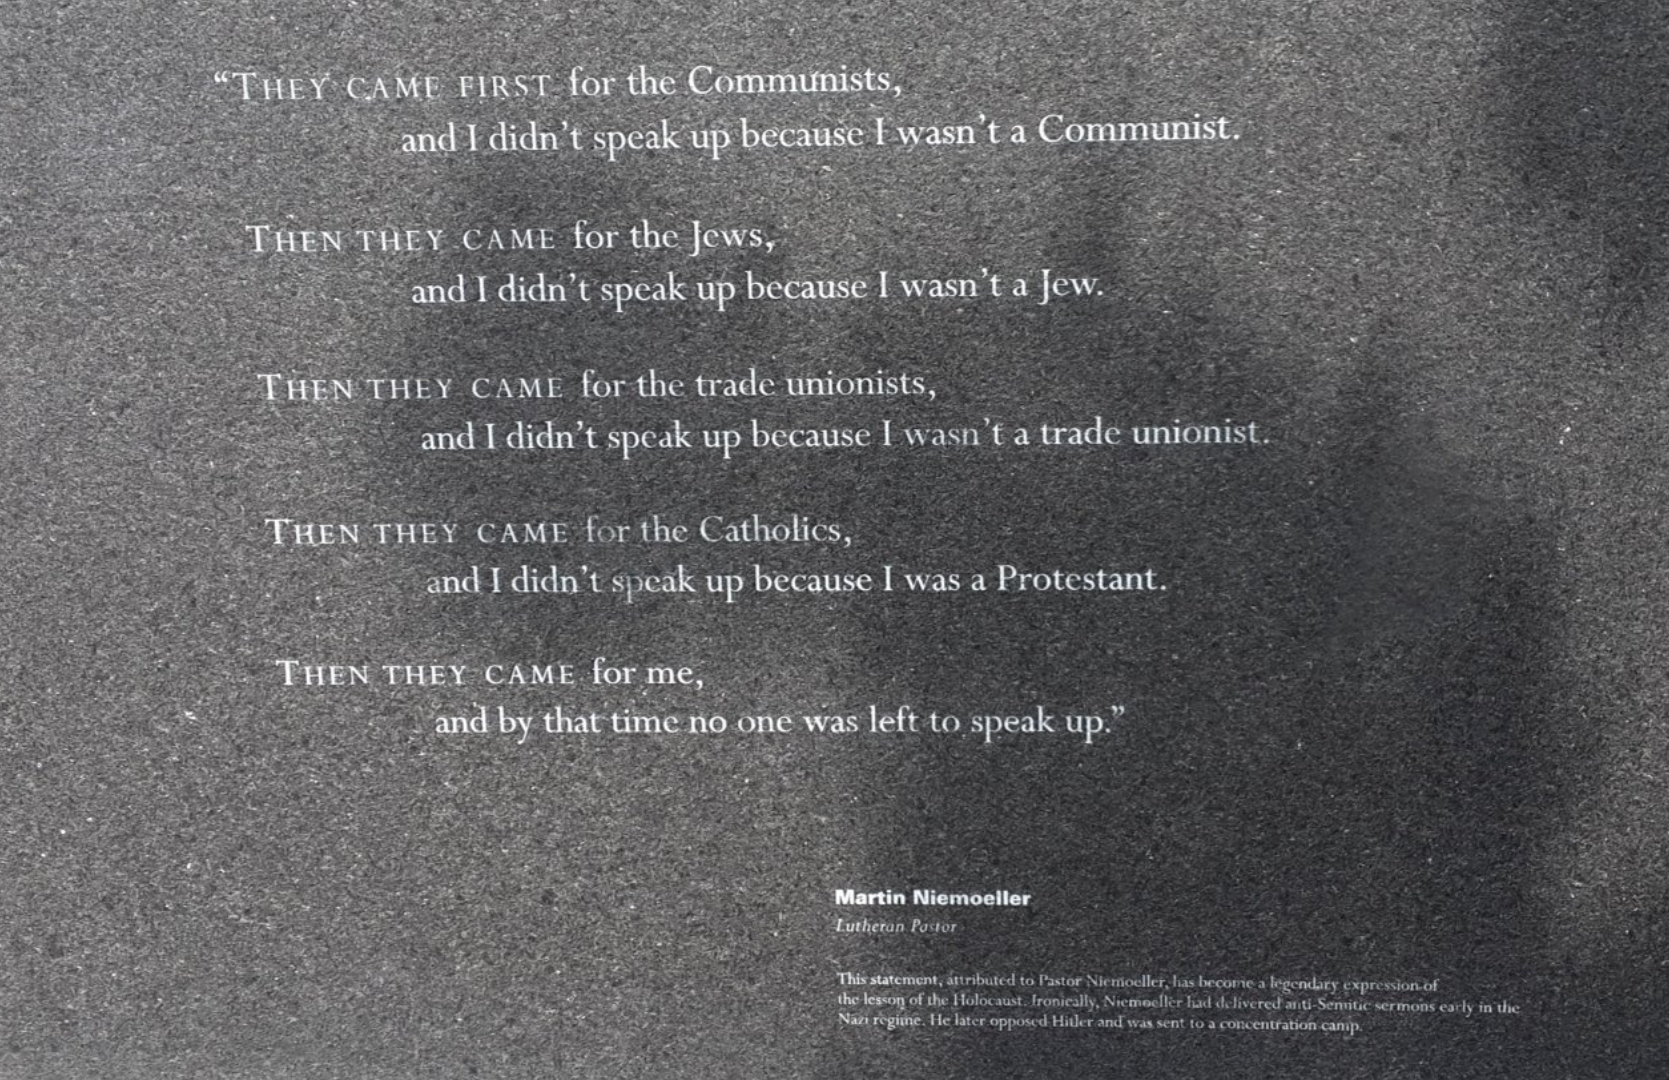 “THEY CAME FIRST for the Communists,
and I didn’t speak up because I wasn’t a Communist.
THEN THEY CAME for the Jews,
and I didn’t speak up because I wasn’t a Jew.
THEN THEY CAME for the trade unionists,
and I didn’t speak up because I wasn’t a trade unionist.
THEN THEY CAME for the Catholics,
and I didn’t speak up because I was a Protestant.
THEN THEY CAME for me,
and by that time no one was left to speak up.”
Martin Niemoeller
Lutheran Pastor
This statement, attributed to Pastor Niemoeller, has become a legendary expression of
the lesson of the Holocaust. Ironically, Niemoeller had delivered anti-Semitic sermons early in the
Nazi regime. He later opposed Hitler and was sent to a concentration camp.